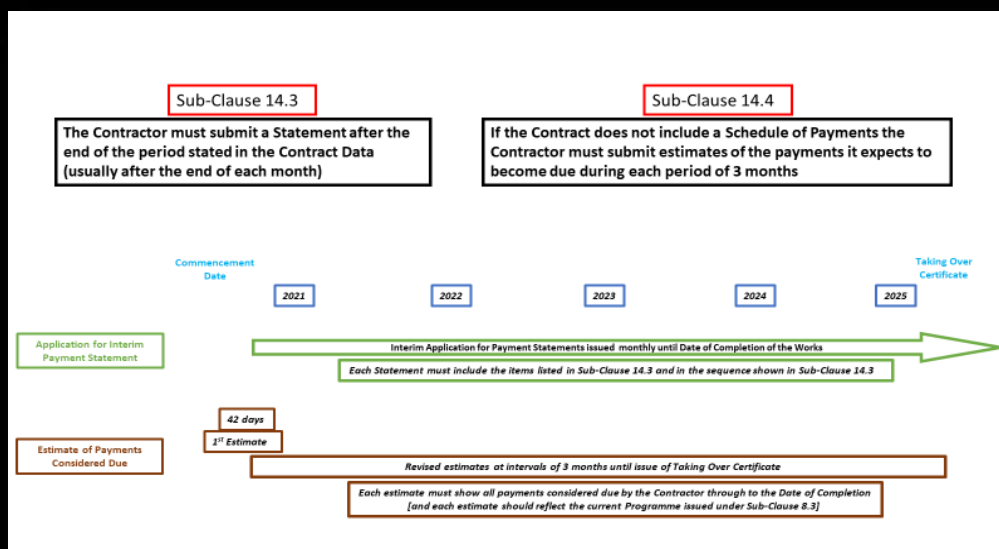 Sub-Clause 14.3
The Contractor must submit a Statement after the
end of the period stated in the Contract Data
(usually after the end of each month)
Sub-Clause 14.4
If the Contract does not include a Schedule of Payments the
Contractor must submit estimates of the payments it expects to
become due during each period of 3 months
Commencement
Date
Taking Over
Certificate
2021
2022
2023
2024
2025
Application for Interim
Payment Statement
Interim Application for Payment Statements issued monthly until Date of Completion of the Works
Each Statement must include the items listed in Sub-Clause 14.3 and in the sequence shown in Sub-Clause 14.3
42 days
1st Estimate
Estimate of Payments
Considered Due
Revised estimates at intervals of 3 months until issue of Taking Over Certificate
Each estimate must show all payments considered due by the Contractor through to the Date of Completion
[and each estimate should reflect the current Programme issued under Sub-Clause 8.3]